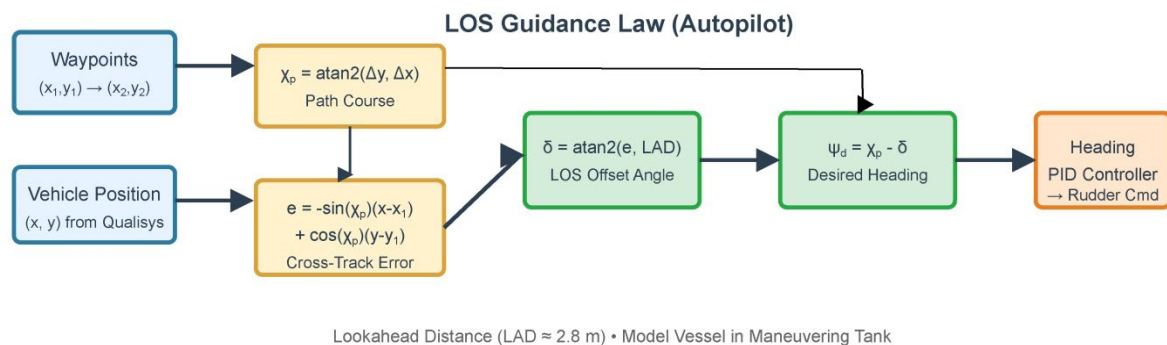 LOS Guidance Law (Autopilot)
Waypoints
(x₁,y₁) → (x₂,y₂)
χₚ = atan2(Δy, Δx)
Path Course
Vehicle Position
(x, y) from Qualisys
e = -sin(χₚ)(x-x₁)
+ cos(χₚ)(y-y₁)
Cross-Track Error
δ = atan2(e, LAD)
LOS Offset Angle
ψ_d = χₚ - δ
Desired Heading
Heading
PID Controller
→ Rudder Cmd
Lookahead Distance (LAD ≈ 2.8 m) • Model Vessel in Maneuvering Tank